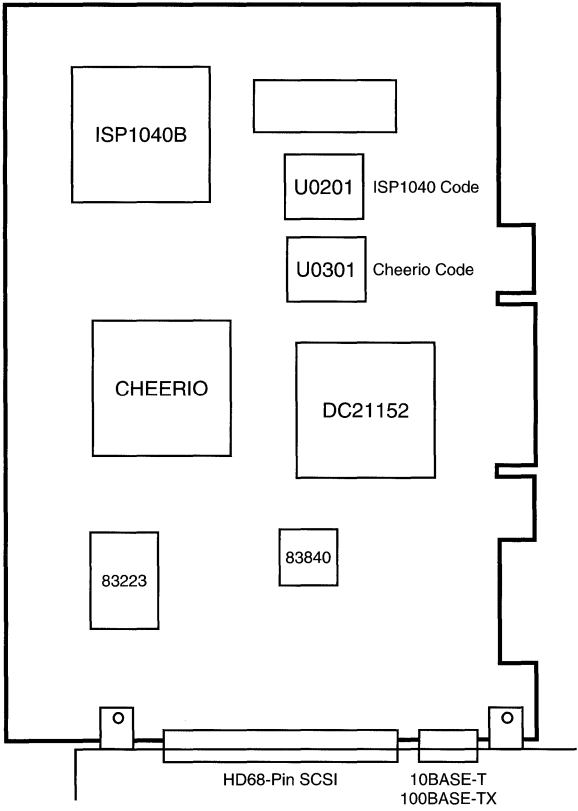 ISP1040B
U0201 ISP1040 Code
U0301 Cheerio Code
CHEERIO
DC21152
83840
83223
HD68-Pin SCSI
10BASE-T
100BASE-TX